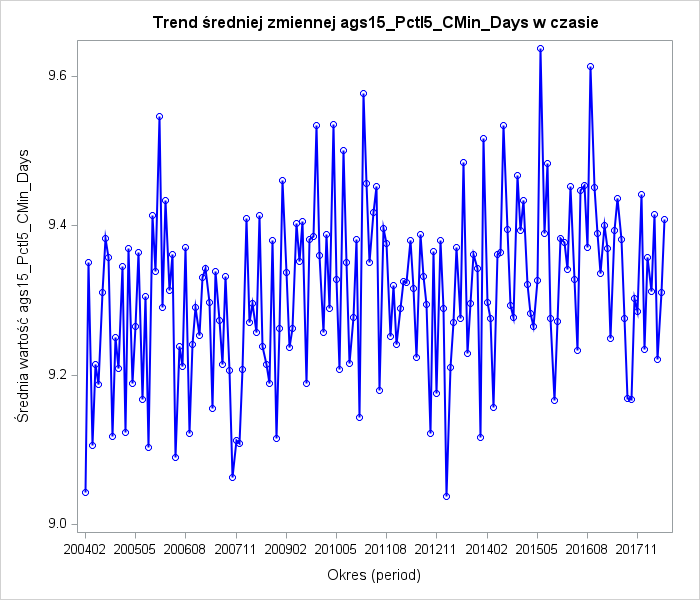 Trend średniej zmiennej ags15_Pctl5_CMin_Days w czasie
Średnia wartość ags15_Pctl5_CMin_Days
9.6
9.4
9.2
9.0
200402 200505 200608 200711 200902 201005 201108 201211 201402 201505 201608 201711
Okres (period)